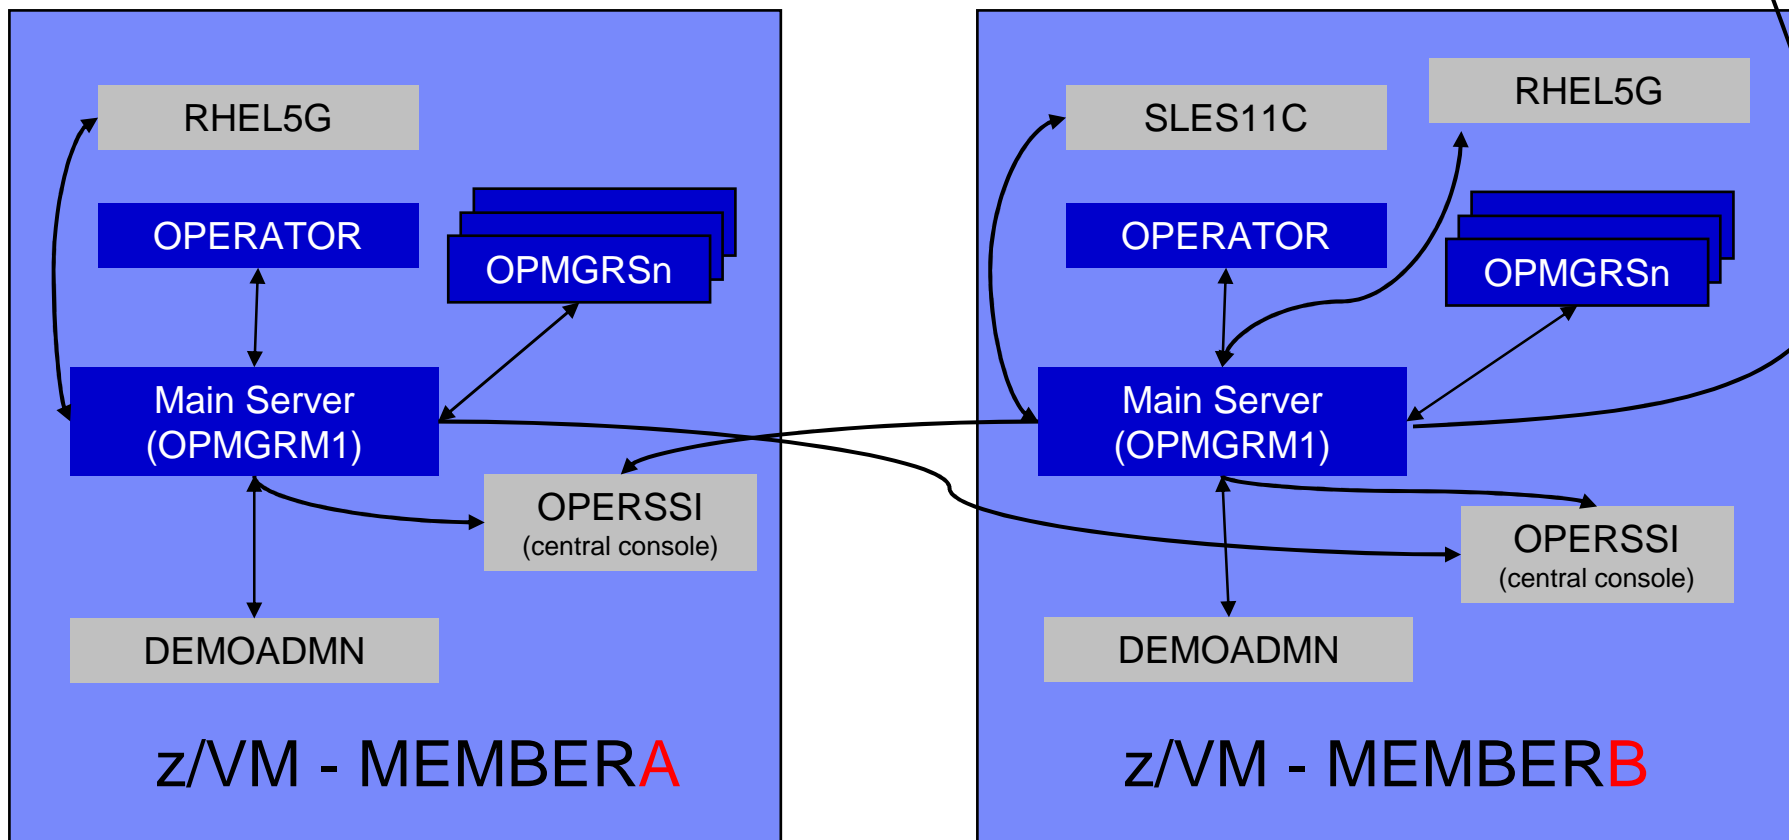 RHEL5G
OPERATOR
OPMGRSn
Main Server
(OPMGRM1)
OPERSSI
(central console)
DEMOADMN
z/VM - MEMBERA
SLES11C
RHEL5G
OPERATOR
OPMGRSn
Main Server
(OPMGRM1)
OPERSSI
(central console)
DEMOADMN
z/VM - MEMBERB